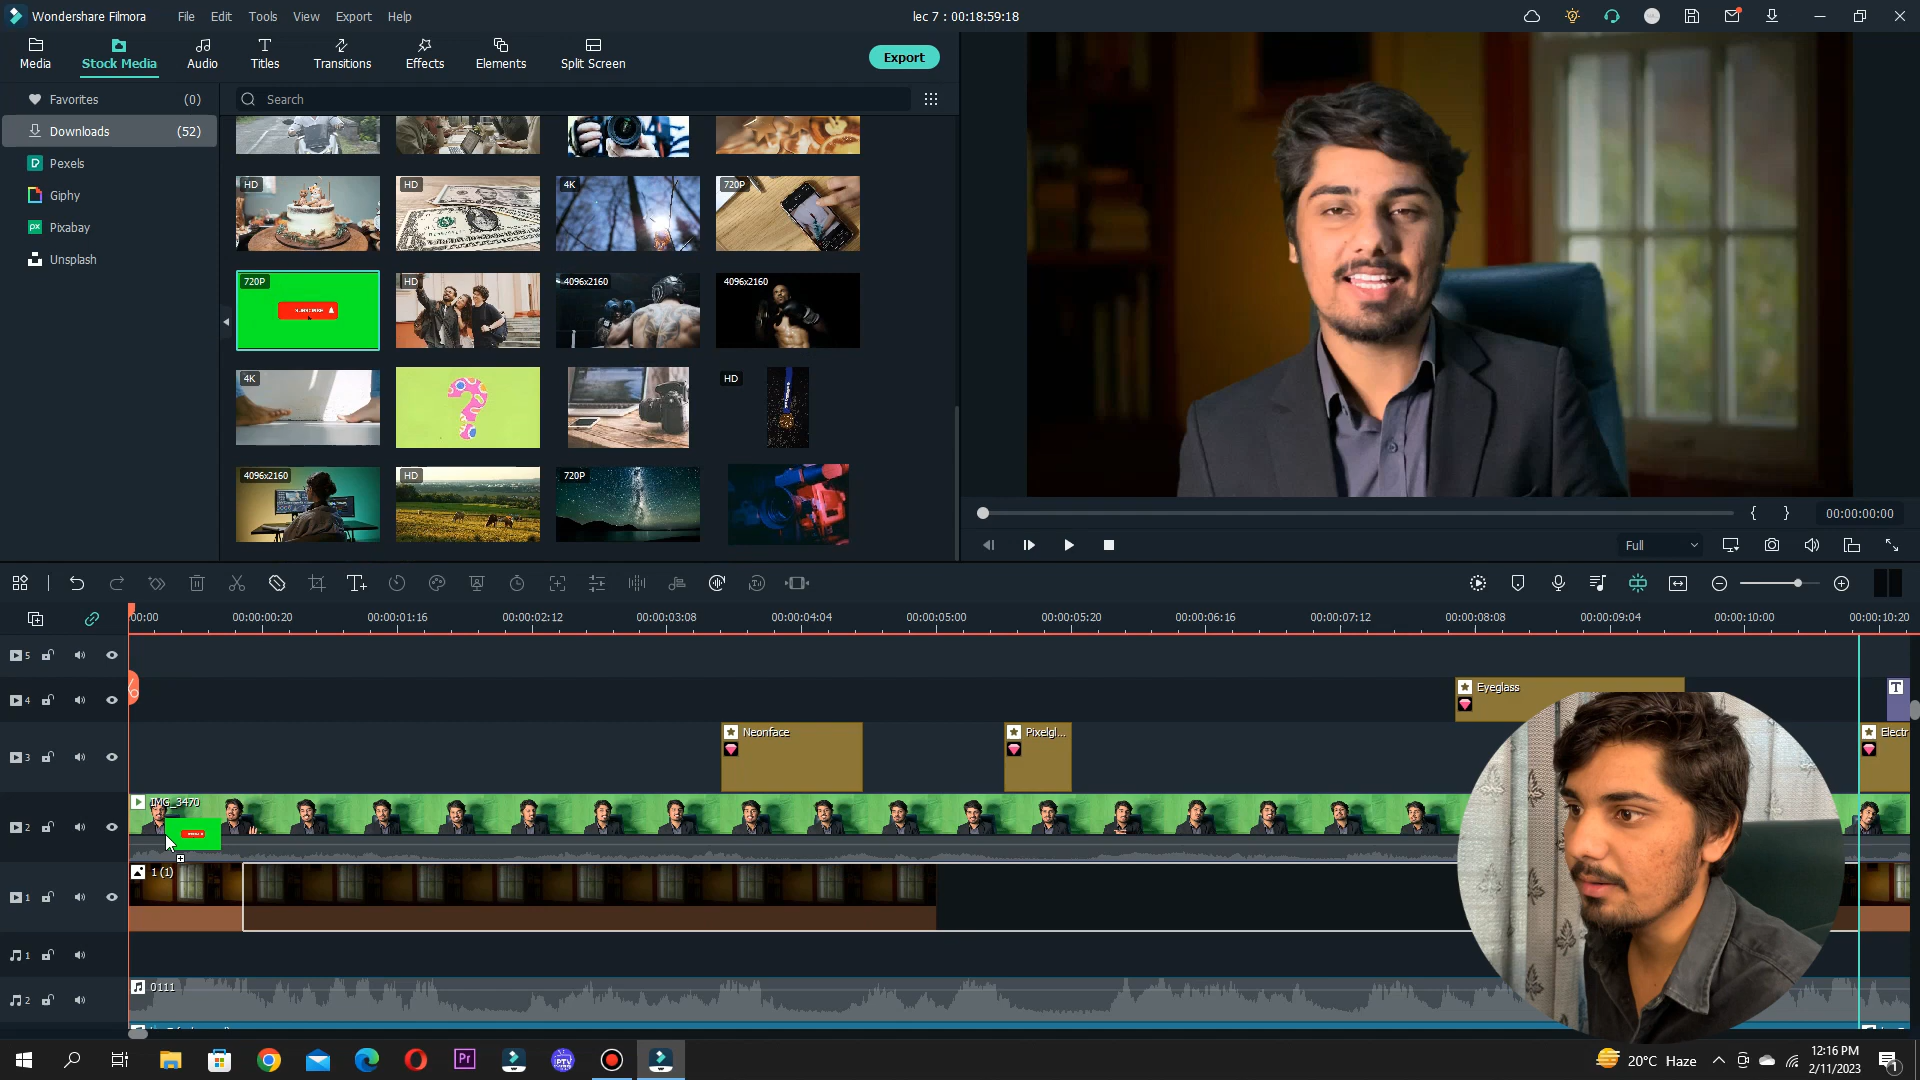 Wondershare Filmora
File Edit Tools View Export Help
lec 7 : 00:18:59:18
Media
Stock Media
Audio
Titles
Transitions
Effects
Elements
Split Screen
Export
Favorites (0)
Downloads (52)
Pexels
Giphy
Pixabay
Unsplash
Search
HD
HD
4K
720P
720P
SUBSCRIBE
HD
4096x2160
4096x2160
4K
HD
4096x2160
HD
720P
00:00:00:00
Full
00:00 00:00:00:20 00:00:01:16 00:00:02:12 00:00:03:08 00:00:04:04 00:00:05:00 00:00:05:20 00:00:06:16 00:00:07:12 00:00:08:08 00:00:09:04 00:00:10:00 00:00:10:20
5
4
Eyeglass
T
3
Neonface
Pixelgl...
Electr
2
IMG_3470
1
1 (1)
1
2
0111
Pr
IPTV
20°C Haze
12:16 PM
2/11/2023
1